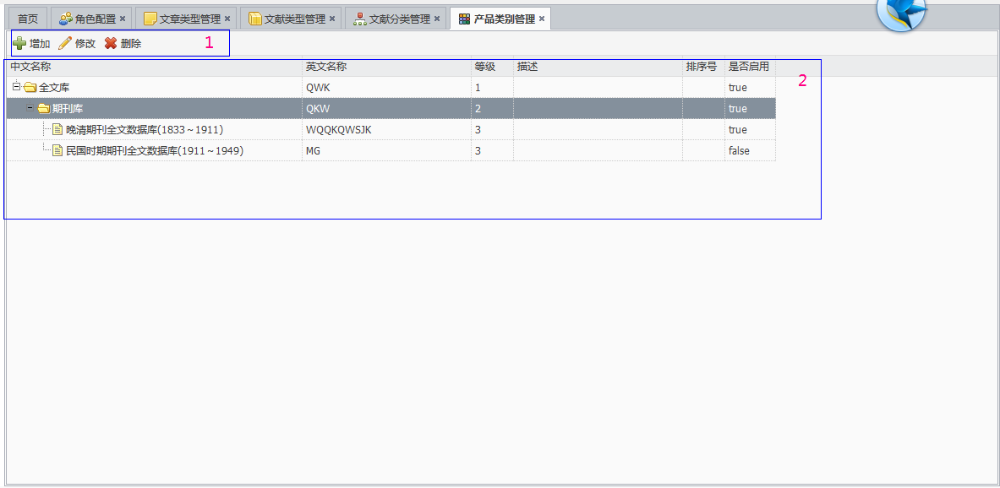 首页 角色配置 文章类型管理 文献类型管理 文献分类管理 产品类别管理
增加 修改 删除 1
中文名称 英文名称 等级 描述 排序号 是否启用
2
全文库 QWK 1 true
期刊库 QKW 2 true
晚清期刊全文数据库(1833～1911) WQQKQWSJK 3 true
民国时期期刊全文数据库(1911～1949) MG 3 false